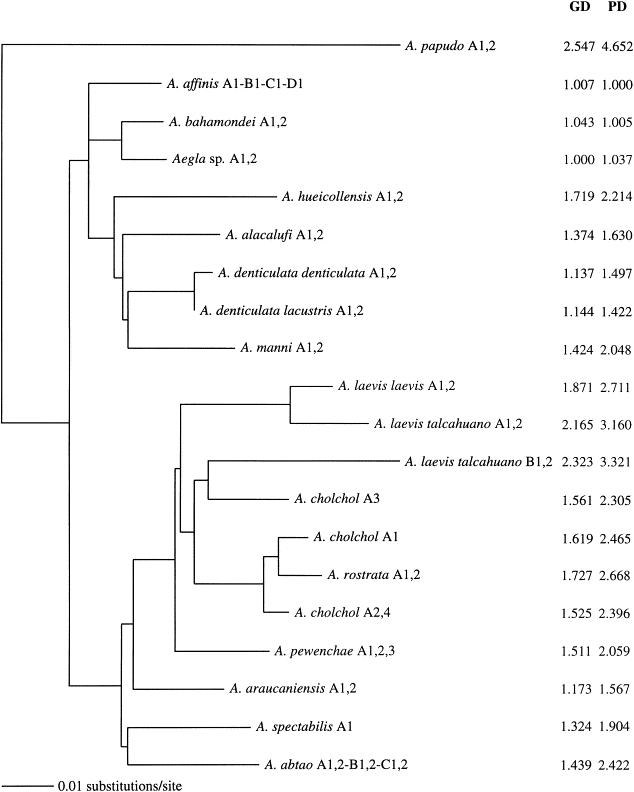 GD PD
A. papudo A1,2 2.547 4.652
A. affinis A1-B1-C1-D1 1.007 1.000
A. bahamondei A1,2 1.043 1.005
Aegla sp. A1,2 1.000 1.037
A. hueicollensis A1,2 1.719 2.214
A. alacalufi A1,2 1.374 1.630
A. denticulata denticulata A1,2 1.137 1.497
A. denticulata lacustris A1,2 1.144 1.422
A. manni A1,2 1.424 2.048
A. laevis laevis A1,2 1.871 2.711
A. laevis talcahuano A1,2 2.165 3.160
A. laevis talcahuano B1,2 2.323 3.321
A. cholchol A3 1.561 2.305
A. cholchol A1 1.619 2.465
A. rostrata A1,2 1.727 2.668
A. cholchol A2,4 1.525 2.396
A. pewenchae A1,2,3 1.511 2.059
A. araucaniensis A1,2 1.173 1.567
A. spectabilis A1 1.324 1.904
A. abtao A1,2-B1,2-C1,2 1.439 2.422
0.01 substitutions/site